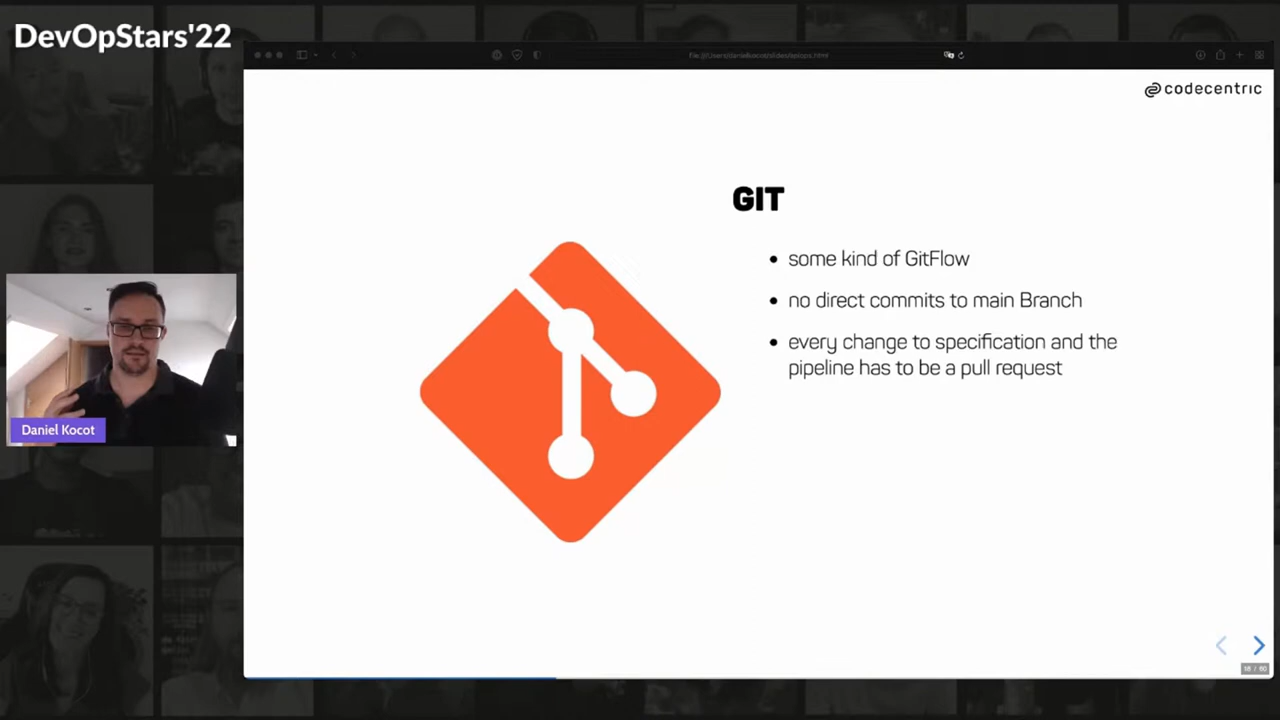 DevOpStars'22
codecentric
GIT
some kind of GitFlow
no direct commits to main Branch
every change to specification and the
pipeline has to be a pull request
Daniel Kocot